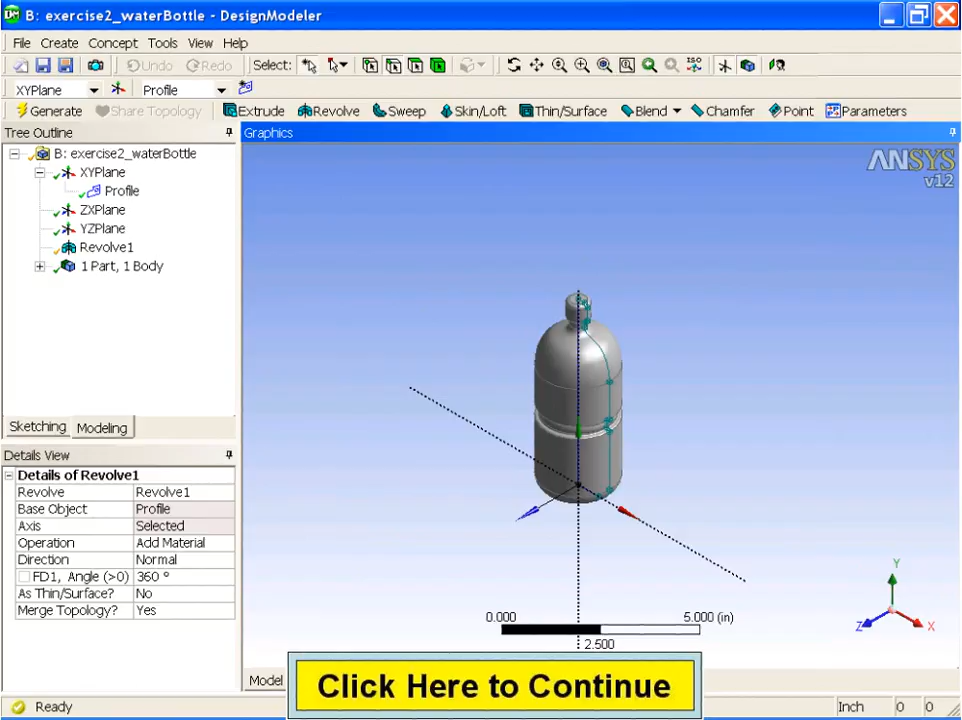 B: exercise2_waterBottle - DesignModeler
File Create Concept Tools View Help
Undo Redo Select: ISO
XYPlane Profile
Generate Share Topology Extrude Revolve Sweep Skin/Loft Thin/Surface Blend Chamfer Point Parameters
Tree Outline
Graphics
B: exercise2_waterBottle
XYPlane
Profile
ZXPlane
YZPlane
Revolve1
1 Part, 1 Body
ANSYS
v12
Sketching Modeling
Details View
Details of Revolve1
Revolve Revolve1
Base Object Profile
Axis Selected
Operation Add Material
Direction Normal
FD1, Angle (>0) 360 °
As Thin/Surface? No
Merge Topology? Yes
0.000 5.000 (in)
2.500
Y
Z X
Model
Click Here to Continue
Ready Inch 0 0